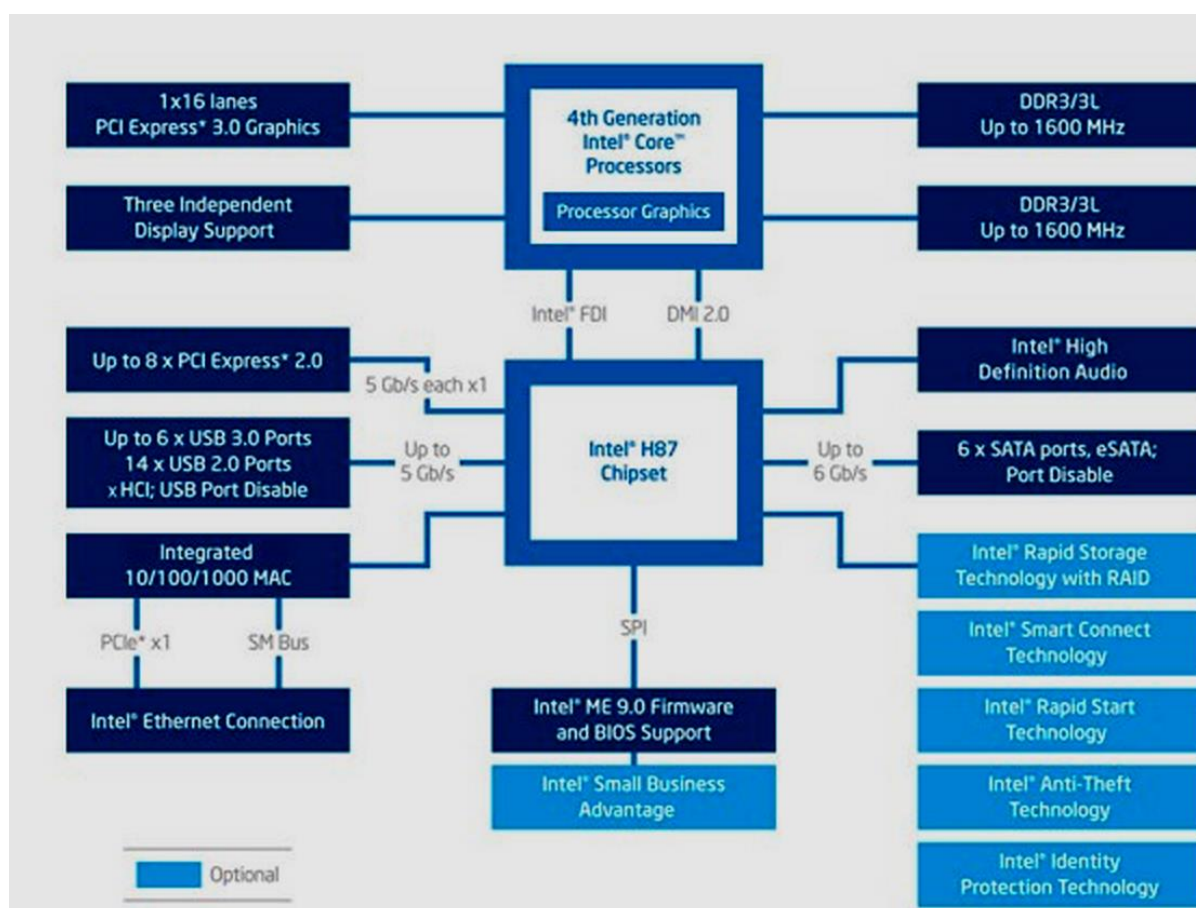 1x16 lanes
PCI Express* 3.0 Graphics
4th Generation
Intel® Core™
Processors
Processor Graphics
DDR3/3L
Up to 1600 MHz
Three Independent
Display Support
DDR3/3L
Up to 1600 MHz
Intel® FDI
DMI 2.0
Up to 8 x PCI Express* 2.0
5 Gb/s each x1
Intel® High
Definition Audio
Up to 6 x USB 3.0 Ports
14 x USB 2.0 Ports
xHCI; USB Port Disable
Up to
5 Gb/s
Intel® H87
Chipset
Up to
6 Gb/s
6 x SATA ports, eSATA;
Port Disable
Integrated
10/100/1000 MAC
Intel® Rapid Storage
Technology with RAID
PCIe* x1
SM Bus
SPI
Intel® Smart Connect
Technology
Intel® Ethernet Connection
Intel® ME 9.0 Firmware
and BIOS Support
Intel® Rapid Start
Technology
Intel® Small Business
Advantage
Intel® Anti-Theft
Technology
Optional
Intel® Identity
Protection Technology